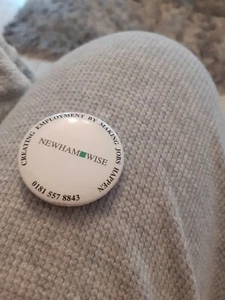 CREATING EMPLOYMENT BY MAKING JOBS HAPPEN
NEWHAM WISE
0181 557 8843